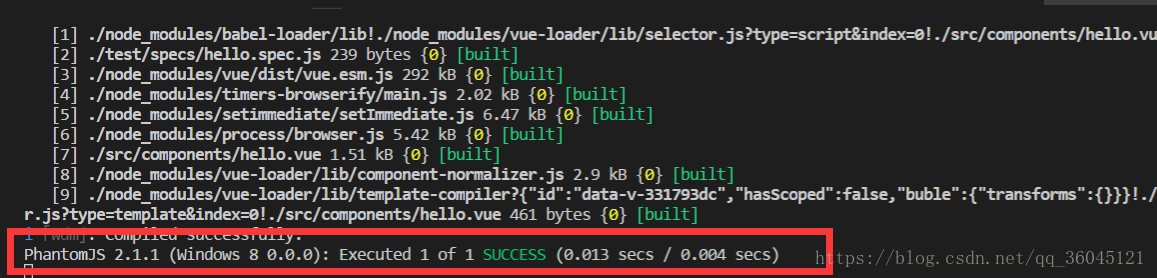 [1] ./node_modules/babel-loader/lib!./node_modules/vue-loader/lib/selector.js?type=script&index=0!./src/components/hello.vu
[2] ./test/specs/hello.spec.js 239 bytes {0} [built]
[3] ./node_modules/vue/dist/vue.esm.js 292 kB {0} [built]
[4] ./node_modules/timers-browserify/main.js 2.02 kB {0} [built]
[5] ./node_modules/setimmediate/setImmediate.js 6.47 kB {0} [built]
[6] ./node_modules/process/browser.js 5.42 kB {0} [built]
[7] ./src/components/hello.vue 1.51 kB {0} [built]
[8] ./node_modules/vue-loader/lib/component-normalizer.js 2.9 kB {0} [built]
[9] ./node_modules/vue-loader/lib/template-compiler?{"id":"data-v-331793dc","hasScoped":false,"buble":{"transforms":{}}}!./
r.js?type=template&index=0!./src/components/hello.vue 461 bytes {0} [built]
Compiled successfully.
PhantomJS 2.1.1 (Windows 8 0.0.0): Executed 1 of 1 SUCCESS (0.013 secs / 0.004 secs)
https://blog.csdn.net/qq_36045121